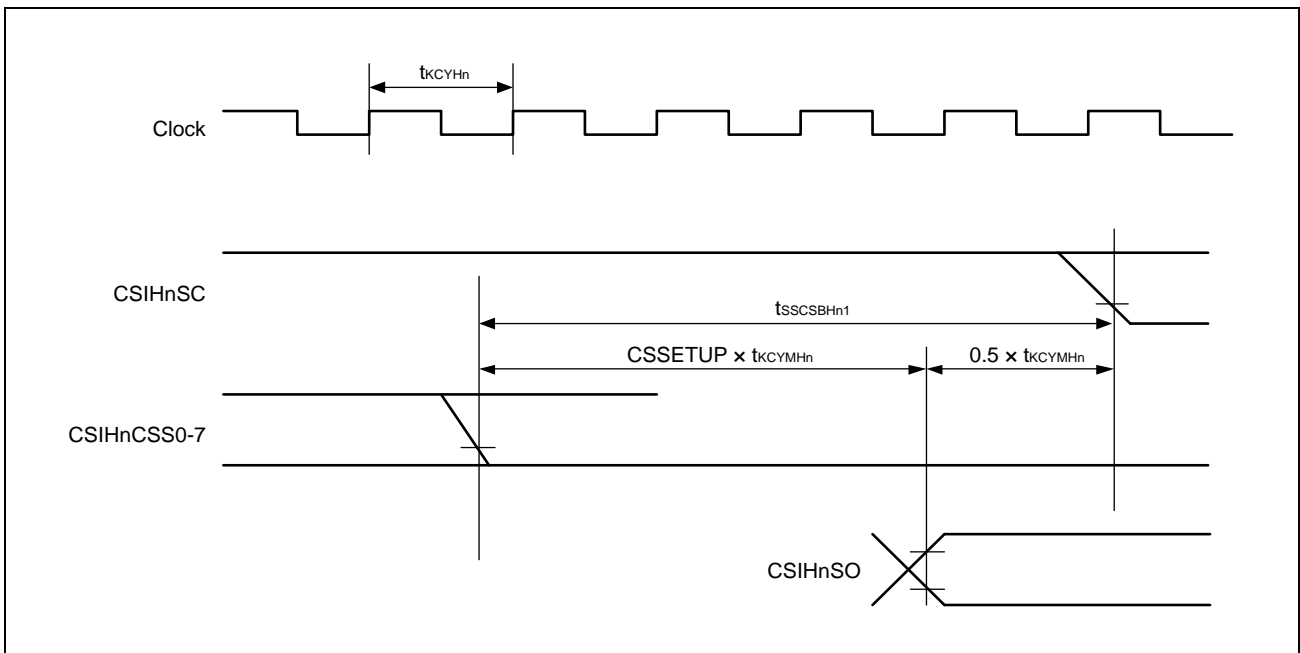 tKCYHn
Clock
CSIHnSC
tSSCSBHn1
CSSETUP × tKCYMHn
0.5 × tKCYMHn
CSIHnCSS0-7
CSIHnSO